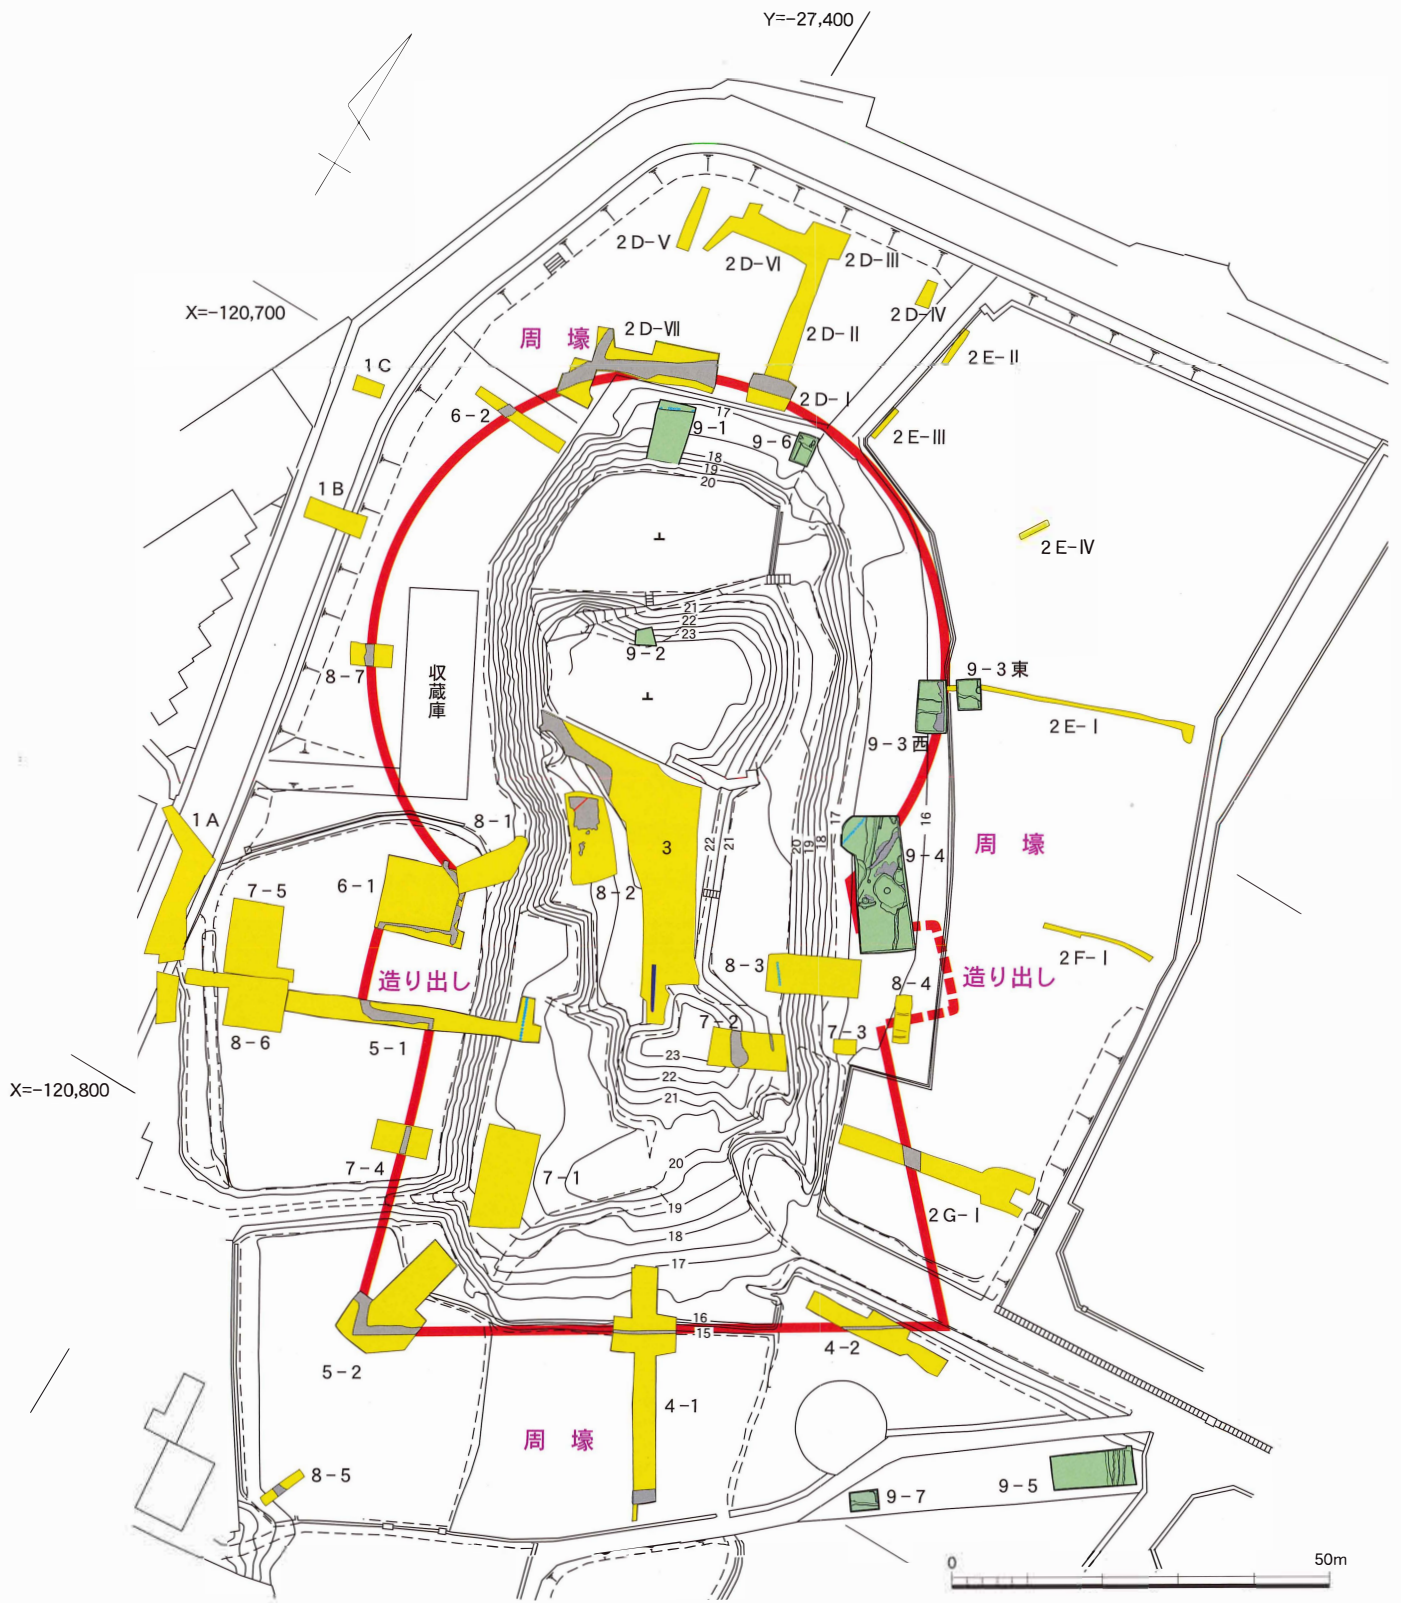 Y=−27,400
2D-Ⅴ
2D-Ⅵ
2D-Ⅲ
2D-Ⅳ
X=−120,700
周 壕
2D-Ⅶ
2D-Ⅱ
2E-Ⅱ
1C
6-2
2D-Ⅰ
17
9-1
9-6
2E-Ⅲ
18
19
20
1B
2E-Ⅳ
21
22
23
9-2
8-7
収蔵庫
9-3東
2E-Ⅰ
9-3西
1A
8-1
3
22
21
20
19
18
17
16
周 壕
9-4
7-5
6-1
8-2
造り出し
8-3
8-4
造り出し
2F-Ⅰ
8-6
5-1
7-2
7-3
23
22
21
X=−120,800
7-4
7-1
20
19
18
17
2G-Ⅰ
16
15
5-2
4-2
4-1
周 壕
8-5
9-7
9-5
0
50m